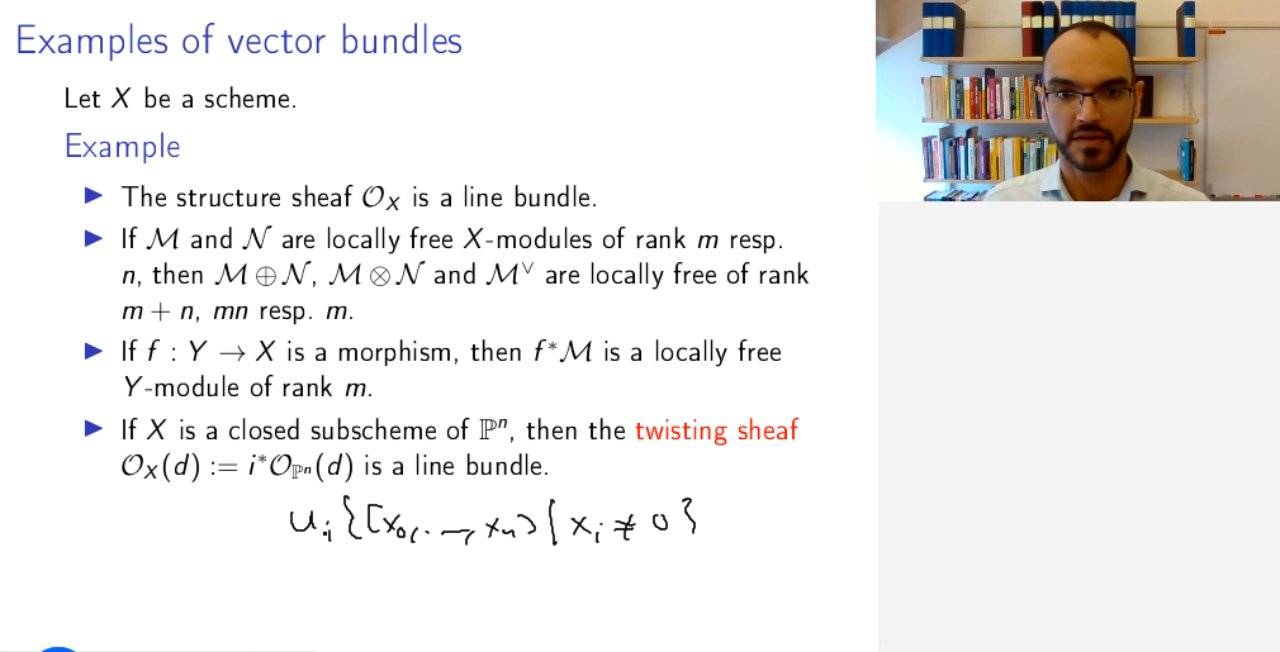 Examples of vector bundles
Let X be a scheme.
Example
▶ The structure sheaf 𝒪_X is a line bundle.
▶ If ℳ and 𝒩 are locally free X-modules of rank m resp.
n, then ℳ ⊕ 𝒩, ℳ ⊗ 𝒩 and ℳ^∨ are locally free of rank
m + n, mn resp. m.
▶ If f : Y → X is a morphism, then f*ℳ is a locally free
Y-module of rank m.
▶ If X is a closed subscheme of ℙⁿ, then the twisting sheaf
𝒪_X(d) := i*𝒪_ℙⁿ(d) is a line bundle.
U_i {[x_0, ..., x_n] | x_i ≠ 0}